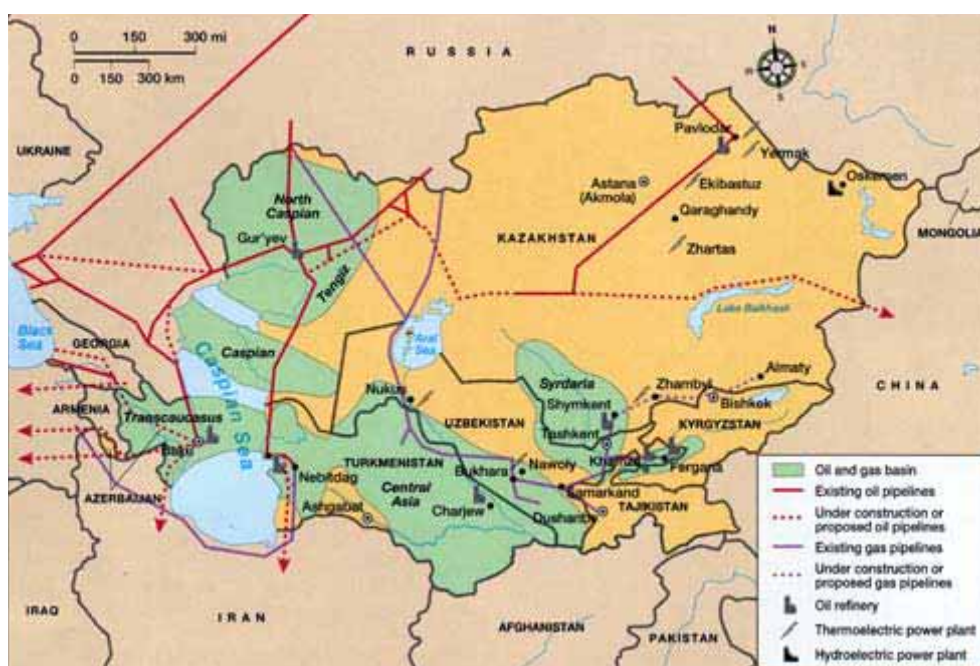 0 150 300 mi
0 150 300 km
RUSSIA
N
S
UKRAINE
Pavlodar
Yermak
Astana
(Akmola)
Ekibastuz
Oskemen
Qaraghandy
MONGOLIA
North
Caspian
Gur'yev
KAZAKHSTAN
Zhartas
Tengiz
Black
Sea
GEORGIA
Caspian
Aral
Sea
Lake Balkhash
Caspian Sea
CHINA
ARMENIA
Transcaucasus
Nukus
Syrdaria
Zhambyl
Almaty
Shymkent
Bishkek
UZBEKISTAN
Tashkent
KYRGYZSTAN
Baku
TURKMENISTAN
Fergana
AZERBAIJAN
Nebitdag
Central
Asia
Bukhara
Nawoiy
Samarkand
Ashgabat
Charjew
Dushanbe
TAJIKISTAN
IRAQ
IRAN
AFGHANISTAN
PAKISTAN
Oil and gas basin
Existing oil pipelines
Under construction or
proposed oil pipelines
Existing gas pipelines
Under construction or
proposed gas pipelines
Oil refinery
Thermoelectric power plant
Hydroelectric power plant